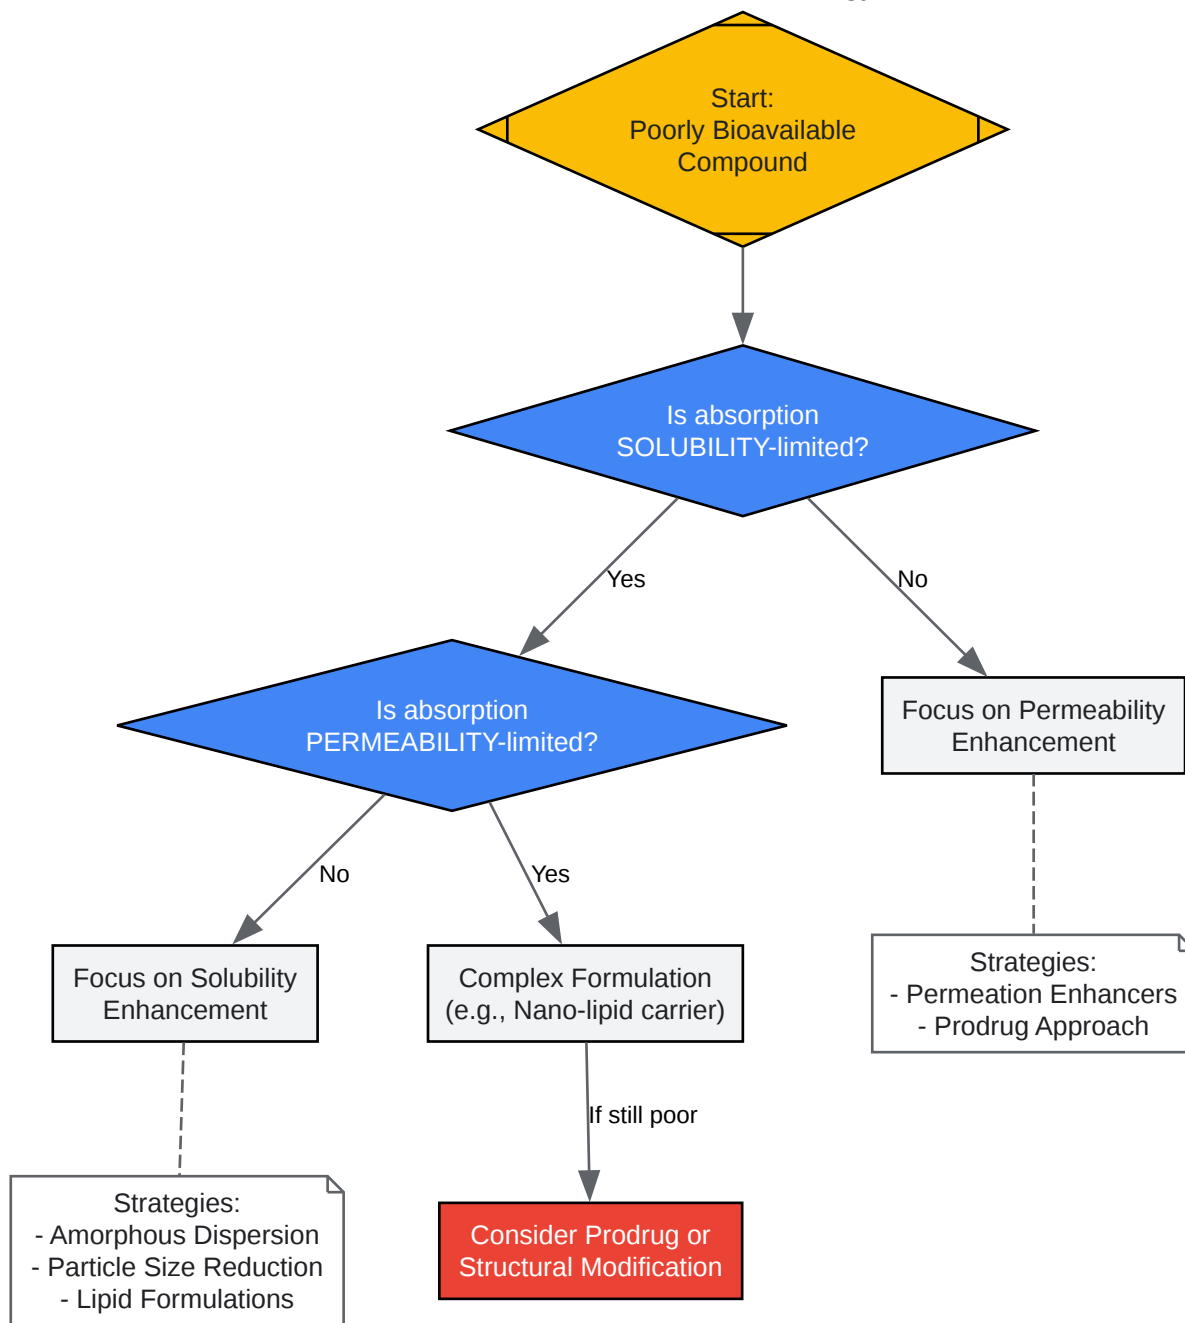 Start:
Poorly Bioavailable
Compound
Is absorption
SOLUBILITY-limited?
Yes
No
Is absorption
PERMEABILITY-limited?
Focus on Permeability
Enhancement
No
Yes
Focus on Solubility
Enhancement
Complex Formulation
(e.g., Nano-lipid carrier)
Strategies:
- Permeation Enhancers
- Prodrug Approach
If still poor
Strategies:
- Amorphous Dispersion
- Particle Size Reduction
- Lipid Formulations
Consider Prodrug or
Structural Modification